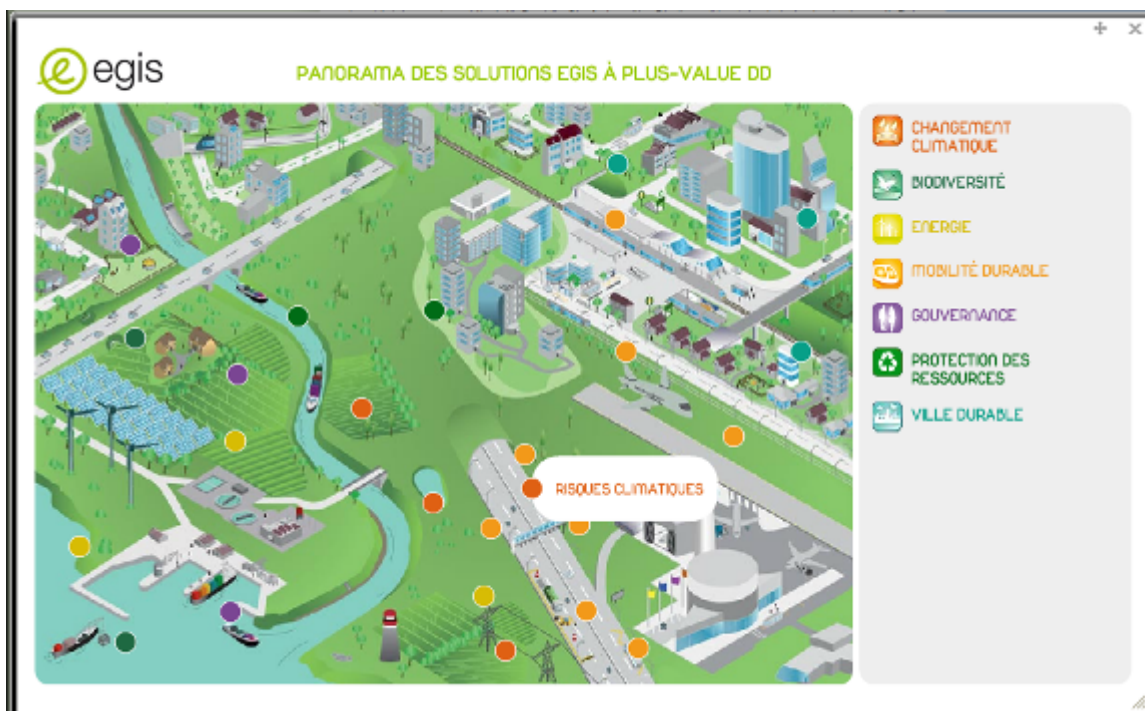 egis
PANORAMA DES SOLUTIONS EGIS À PLUS-VALUE DD
CHANGEMENT
CLIMATIQUE
BIODIVERSITÉ
ENERGIE
MOBILITÉ DURABLE
GOUVERNANCE
PROTECTION DES
RESSOURCES
VILLE DURABLE
RISQUES CLIMATIQUES